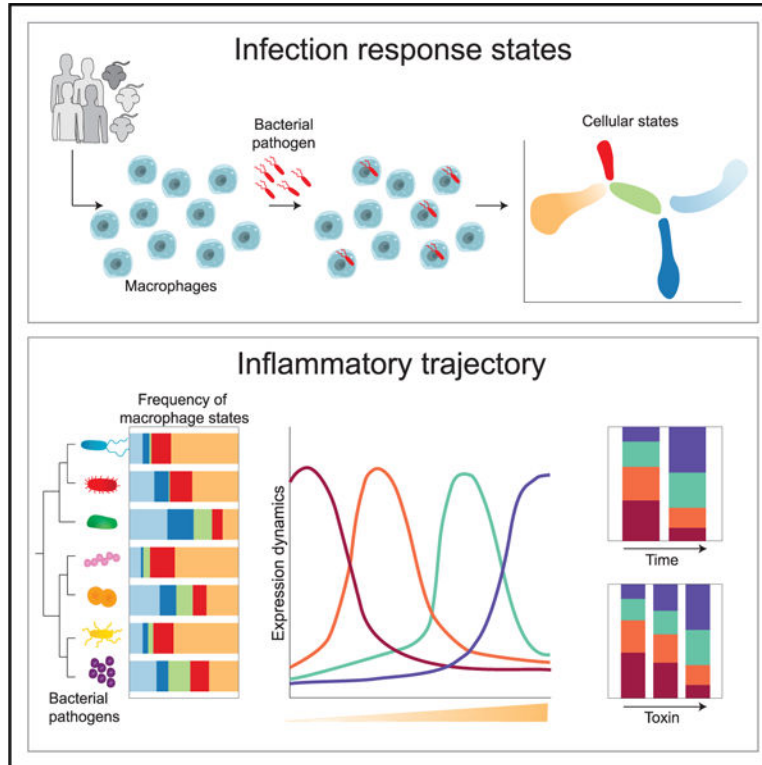 Infection response states
Bacterial
pathogen
Cellular states
Macrophages
Inflammatory trajectory
Frequency of
macrophage states
Bacterial
pathogens
Expression dynamics
Time
Toxin